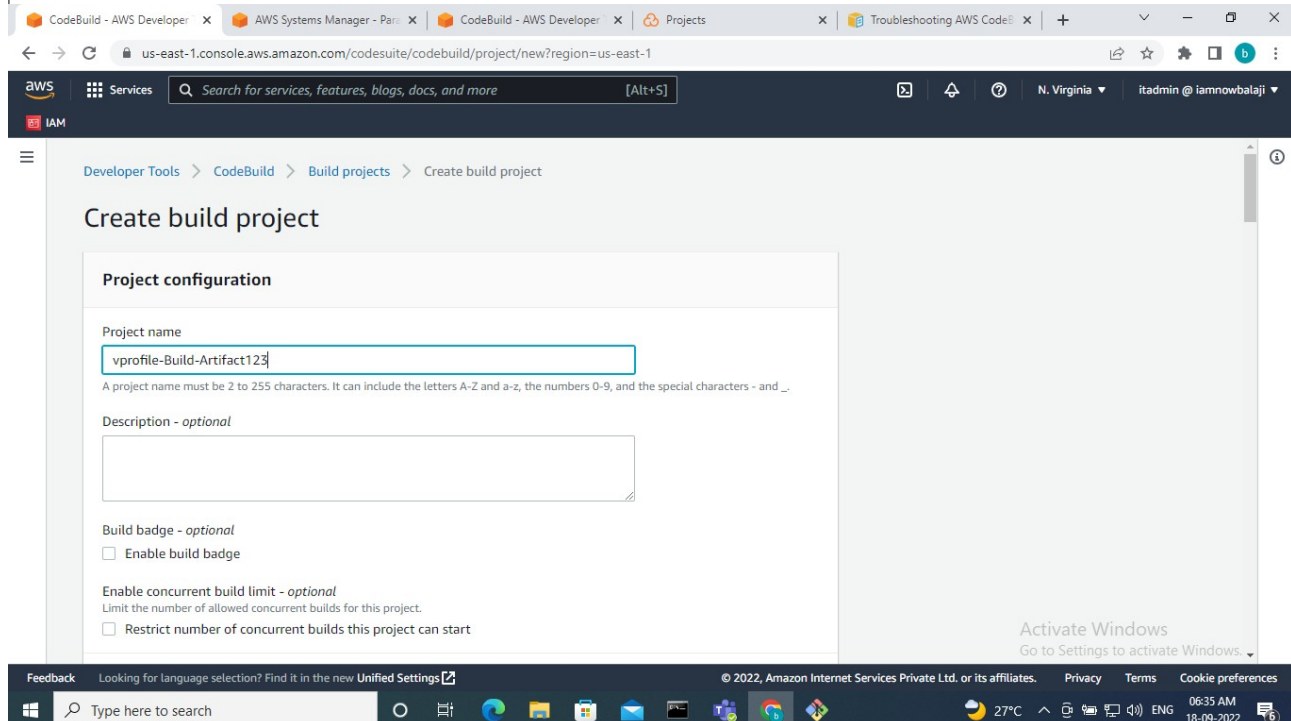 CodeBuild - AWS Developer
AWS Systems Manager - Para
CodeBuild - AWS Developer T
Projects
Troubleshooting AWS CodeB
us-east-1.console.aws.amazon.com/codesuite/codebuild/project/new?region=us-east-1
b
aws
Services
Search for services, features, blogs, docs, and more
[Alt+S]
N. Virginia ▼
itadmin @ iamnowbalaji ▼
IAM
Developer Tools > CodeBuild > Build projects > Create build project
Create build project
Project configuration
Project name
vprofile-Build-Artifact123
A project name must be 2 to 255 characters. It can include the letters A-Z and a-z, the numbers 0-9, and the special characters - and _.
Description - optional
Build badge - optional
Enable build badge
Enable concurrent build limit - optional
Limit the number of allowed concurrent builds for this project.
Restrict number of concurrent builds this project can start
Activate Windows
Go to Settings to activate Windows.
Feedback
Looking for language selection? Find it in the new Unified Settings
© 2022, Amazon Internet Services Private Ltd. or its affiliates.
Privacy
Terms
Cookie preferences
Type here to search
27°C
ENG
06:35 AM
18-09-2022
6